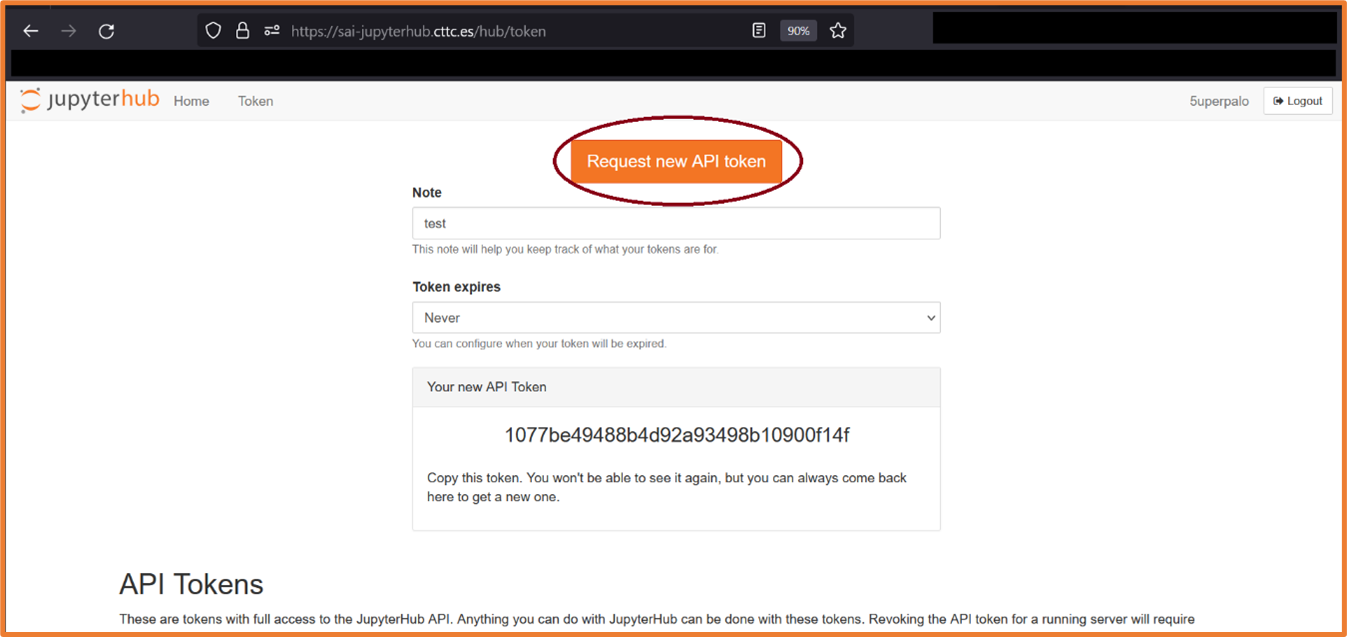 https://sai-jupyterhub.cttc.es/hub/token 90%
jupyterhub Home Token 5uperpalo Logout
Request new API token
Note
test
This note will help you keep track of what your tokens are for.
Token expires
Never
You can configure when your token will be expired.
Your new API Token
1077be49488b4d92a93498b10900f14f
Copy this token. You won't be able to see it again, but you can always come back
here to get a new one.
API Tokens
These are tokens with full access to the JupyterHub API. Anything you can do with JupyterHub can be done with these tokens. Revoking the API token for a running server will require